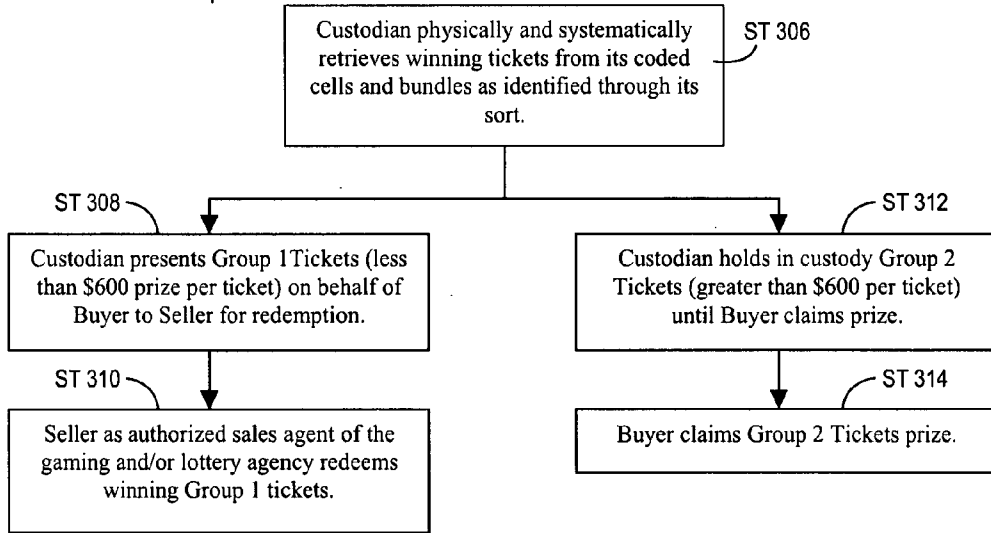 Custodian physically and systematically
retrieves winning tickets from its coded
cells and bundles as identified through its
sort.
ST 306
ST 308
Custodian presents Group 1Tickets (less
than $600 prize per ticket) on behalf of
Buyer to Seller for redemption.
ST 312
Custodian holds in custody Group 2
Tickets (greater than $600 per ticket)
until Buyer claims prize.
ST 310
Seller as authorized sales agent of the
gaming and/or lottery agency redeems
winning Group 1 tickets.
ST 314
Buyer claims Group 2 Tickets prize.